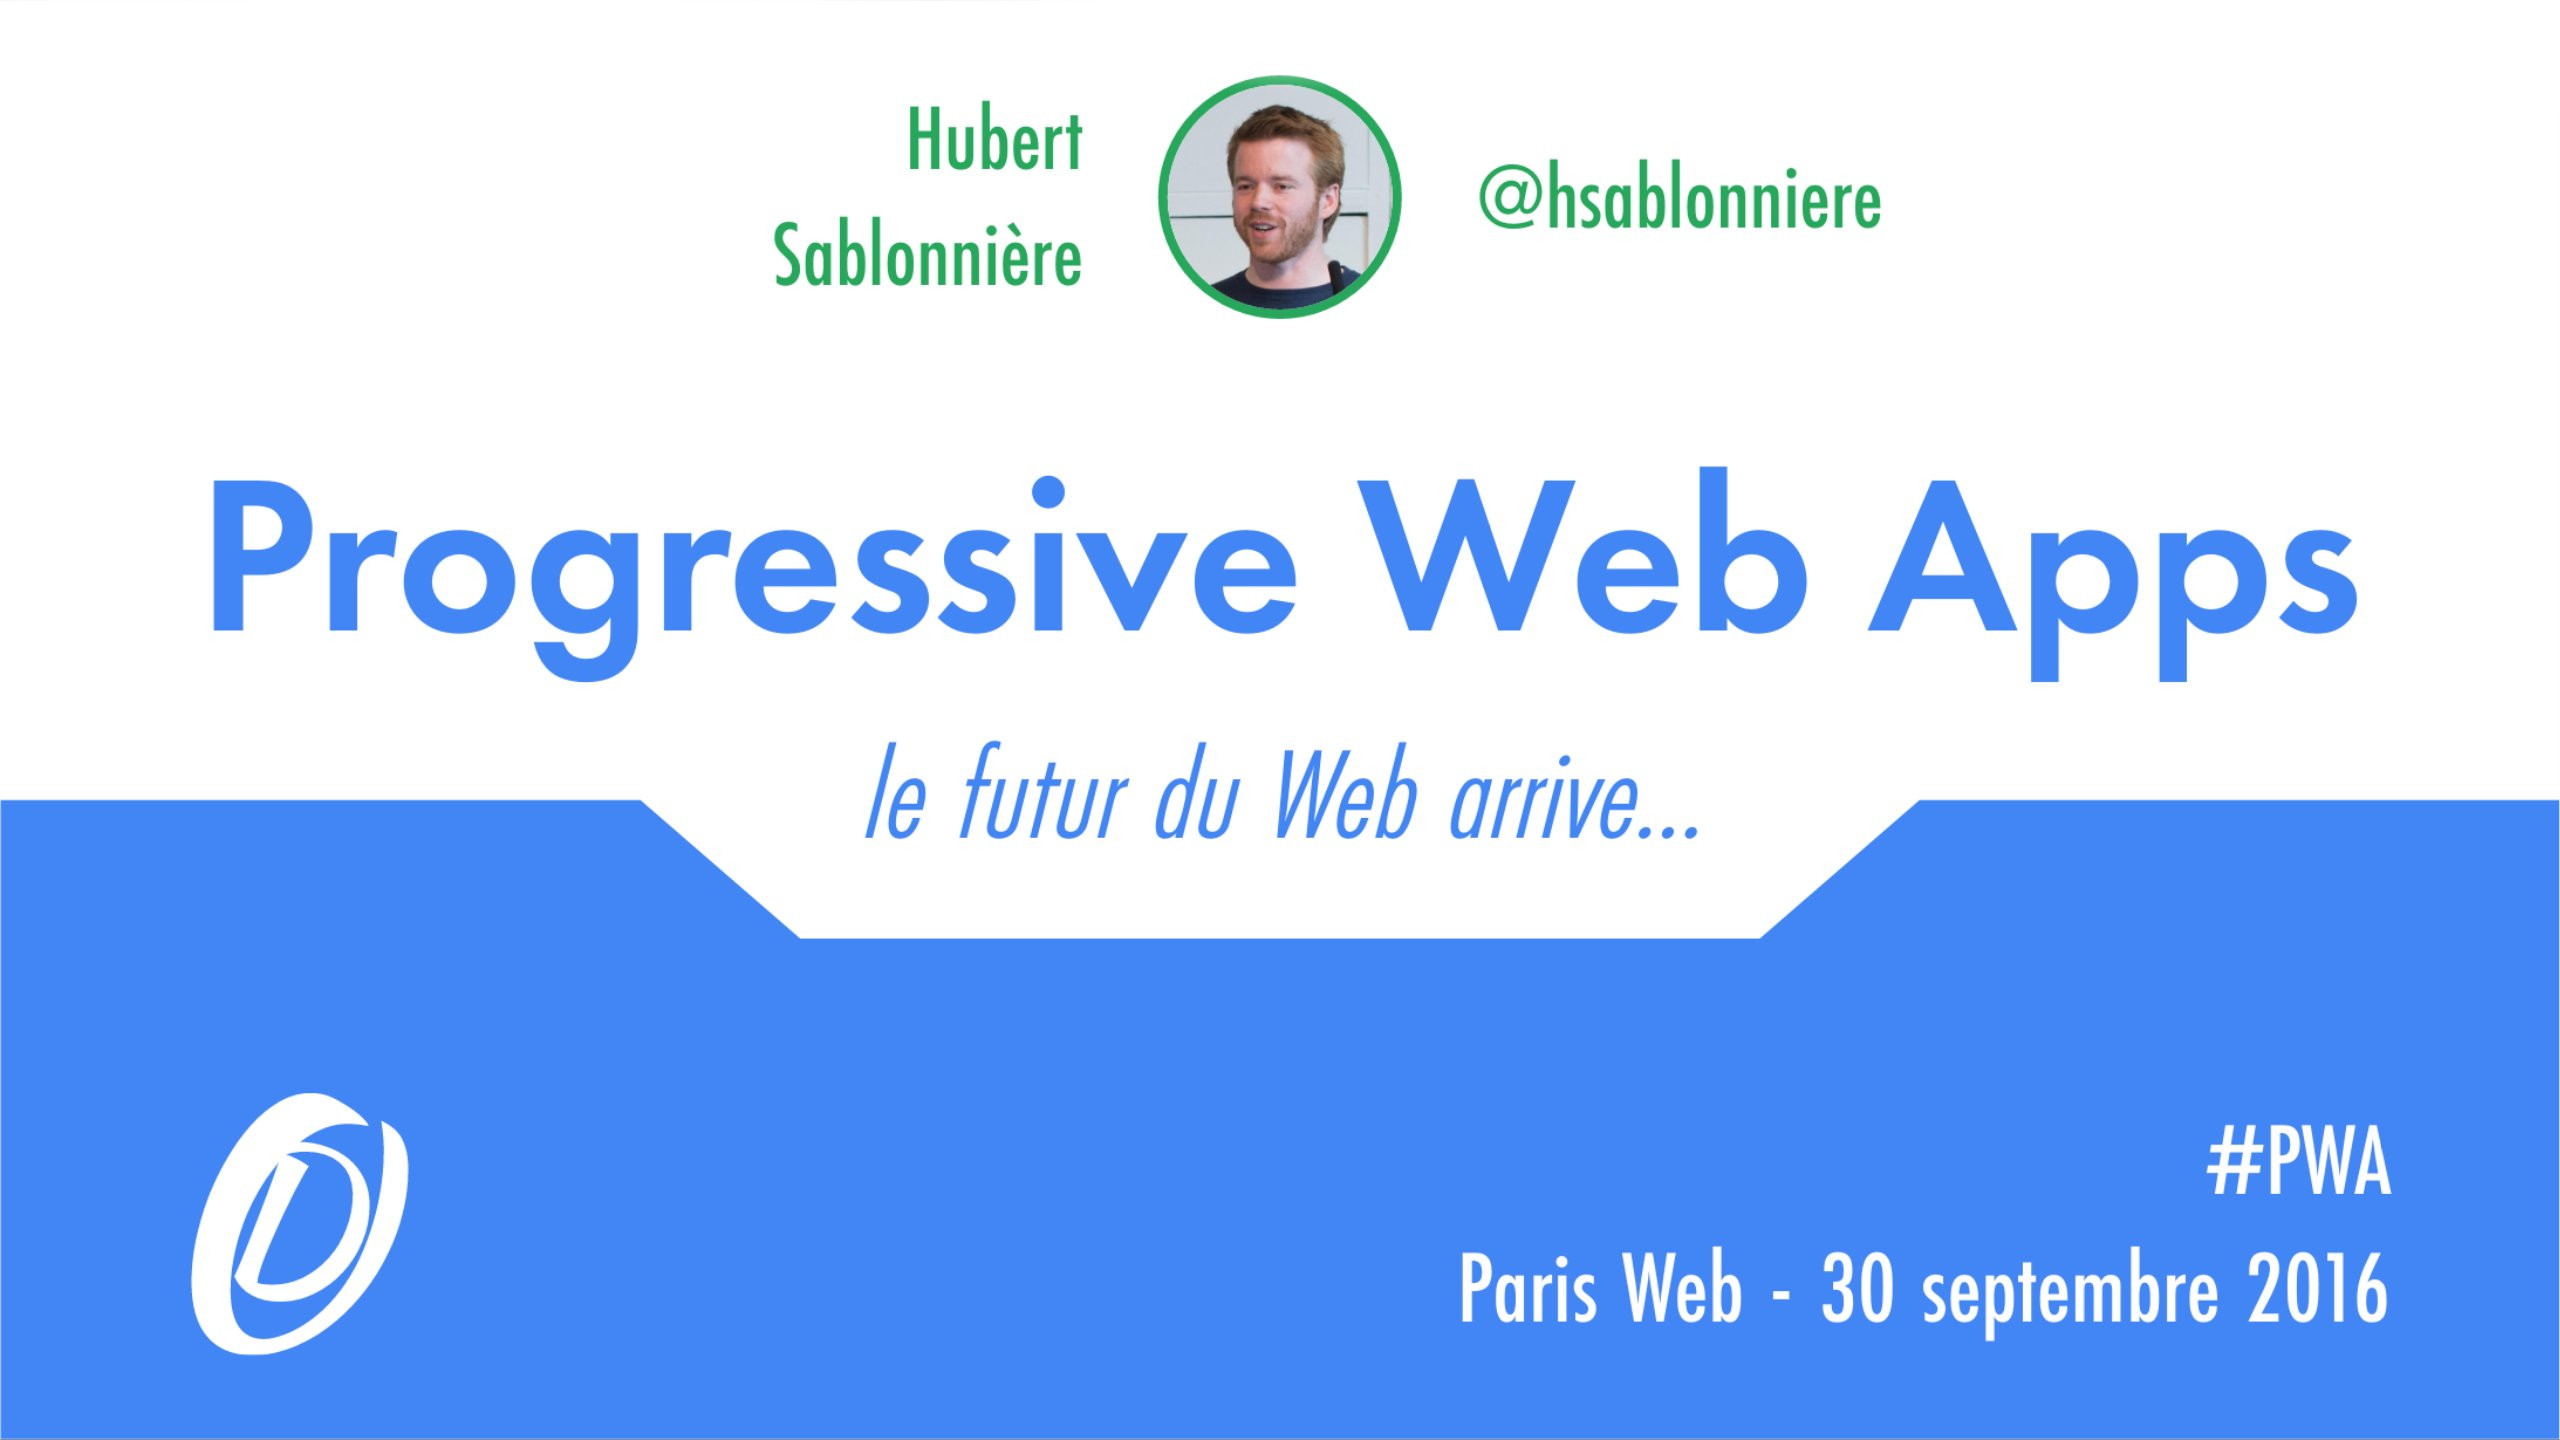 Hubert
Sablonnière
@hsablonniere
Progressive Web Apps
le futur du Web arrive...
#PWA
Paris Web - 30 septembre 2016